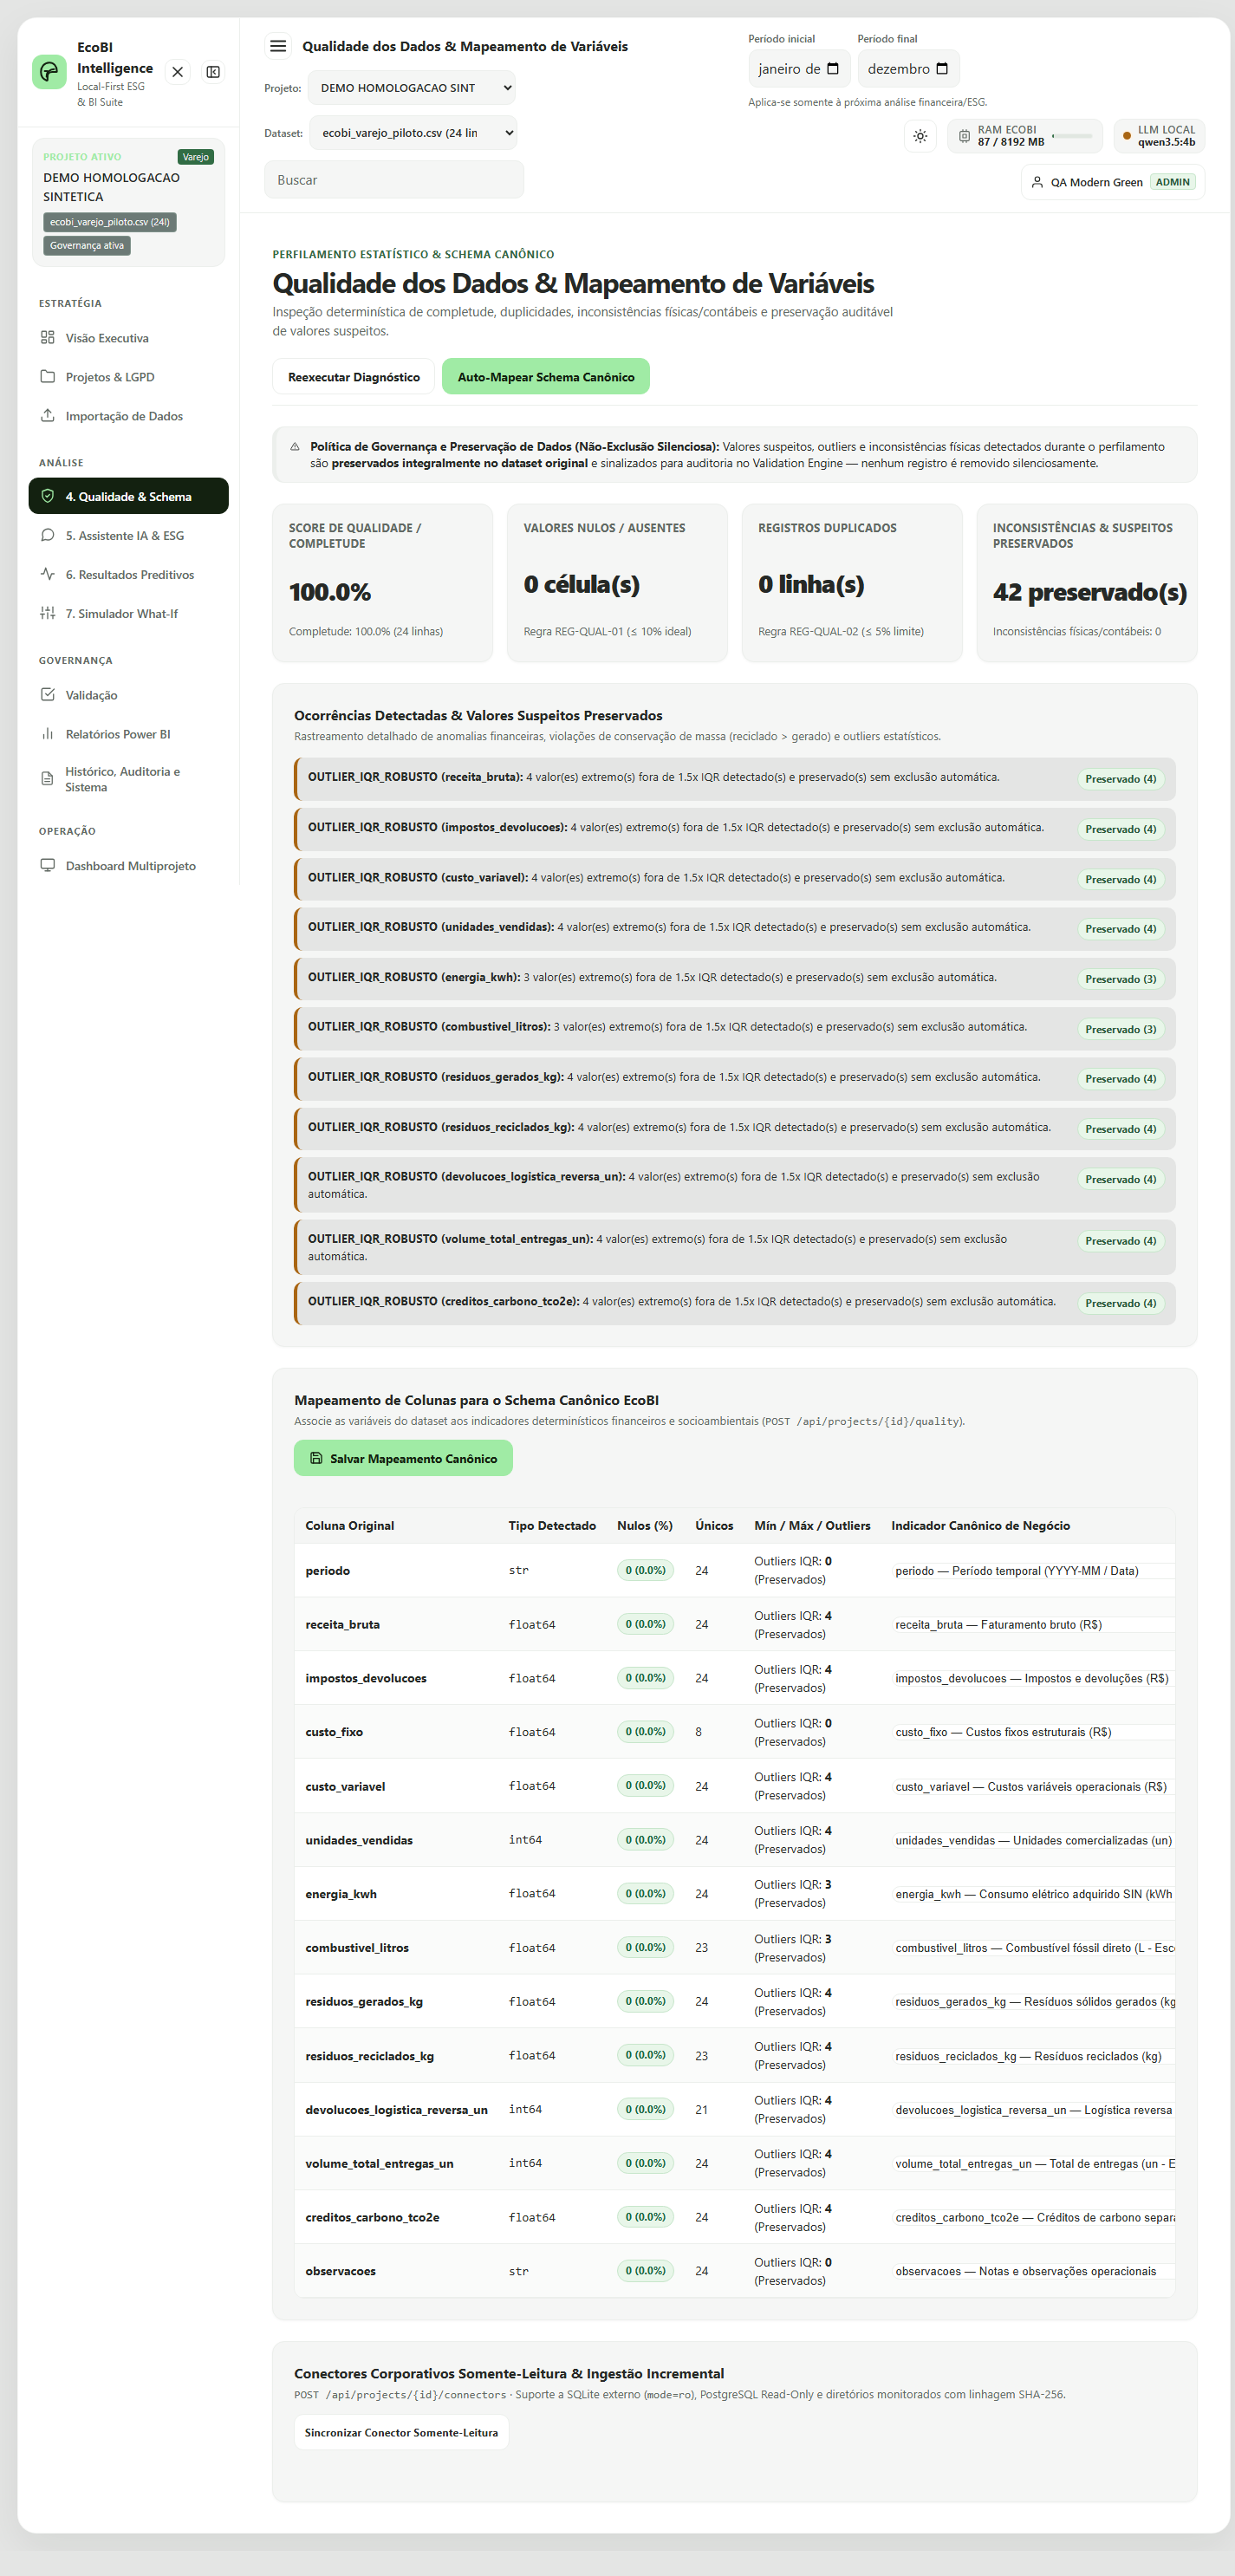 EcoBI
Intelligence
Local-First ESG
& BI Suite
PROJETO ATIVO
Varejo
DEMO HOMOLOGACAO
SINTETICA
ecobi_varejo_piloto.csv (24l)
Governança ativa
ESTRATÉGIA
Visão Executiva
Projetos & LGPD
Importação de Dados
ANÁLISE
4. Qualidade & Schema
5. Assistente IA & ESG
6. Resultados Preditivos
7. Simulador What-If
GOVERNANÇA
Validação
Relatórios Power BI
Histórico, Auditoria e
Sistema
OPERAÇÃO
Dashboard Multiprojeto
Qualidade dos Dados & Mapeamento de Variáveis
Projeto:
DEMO HOMOLOGACAO SINT
Dataset:
ecobi_varejo_piloto.csv (24 lin
Buscar
Período inicial
Período final
janeiro de
dezembro
Aplica-se somente à próxima análise financeira/ESG.
RAM ECOBI
87 / 8192 MB
LLM LOCAL
qwen3.5:4b
QA Modern Green
ADMIN
PERFILAMENTO ESTATÍSTICO & SCHEMA CANÔNICO
Qualidade dos Dados & Mapeamento de Variáveis
Inspeção determinística de completude, duplicidades, inconsistências físicas/contábeis e preservação auditável
de valores suspeitos.
Reexecutar Diagnóstico
Auto-Mapear Schema Canônico
Política de Governança e Preservação de Dados (Não-Exclusão Silenciosa): Valores suspeitos, outliers e inconsistências físicas detectados durante o perfilamento
são preservados integralmente no dataset original e sinalizados para auditoria no Validation Engine — nenhum registro é removido silenciosamente.
SCORE DE QUALIDADE /
COMPLETUDE
100.0%
Completude: 100.0% (24 linhas)
VALORES NULOS / AUSENTES
0 célula(s)
Regra REG-QUAL-01 (≤ 10% ideal)
REGISTROS DUPLICADOS
0 linha(s)
Regra REG-QUAL-02 (≤ 5% limite)
INCONSISTÊNCIAS & SUSPEITOS
PRESERVADOS
42 preservado(s)
Inconsistências físicas/contábeis: 0
Ocorrências Detectadas & Valores Suspeitos Preservados
Rastreamento detalhado de anomalias financeiras, violações de conservação de massa (reciclado > gerado) e outliers estatísticos.
OUTLIER_IQR_ROBUSTO (receita_bruta): 4 valor(es) extremo(s) fora de 1.5x IQR detectado(s) e preservado(s) sem exclusão automática.
Preservado (4)
OUTLIER_IQR_ROBUSTO (impostos_devolucoes): 4 valor(es) extremo(s) fora de 1.5x IQR detectado(s) e preservado(s) sem exclusão automática.
Preservado (4)
OUTLIER_IQR_ROBUSTO (custo_variavel): 4 valor(es) extremo(s) fora de 1.5x IQR detectado(s) e preservado(s) sem exclusão automática.
Preservado (4)
OUTLIER_IQR_ROBUSTO (unidades_vendidas): 4 valor(es) extremo(s) fora de 1.5x IQR detectado(s) e preservado(s) sem exclusão automática.
Preservado (4)
OUTLIER_IQR_ROBUSTO (energia_kwh): 3 valor(es) extremo(s) fora de 1.5x IQR detectado(s) e preservado(s) sem exclusão automática.
Preservado (3)
OUTLIER_IQR_ROBUSTO (combustivel_litros): 3 valor(es) extremo(s) fora de 1.5x IQR detectado(s) e preservado(s) sem exclusão automática.
Preservado (3)
OUTLIER_IQR_ROBUSTO (residuos_gerados_kg): 4 valor(es) extremo(s) fora de 1.5x IQR detectado(s) e preservado(s) sem exclusão automática.
Preservado (4)
OUTLIER_IQR_ROBUSTO (residuos_reciclados_kg): 4 valor(es) extremo(s) fora de 1.5x IQR detectado(s) e preservado(s) sem exclusão automática.
Preservado (4)
OUTLIER_IQR_ROBUSTO (devolucoes_logistica_reversa_un): 4 valor(es) extremo(s) fora de 1.5x IQR detectado(s) e preservado(s) sem exclusão
automática.
Preservado (4)
OUTLIER_IQR_ROBUSTO (volume_total_entregas_un): 4 valor(es) extremo(s) fora de 1.5x IQR detectado(s) e preservado(s) sem exclusão
automática.
Preservado (4)
OUTLIER_IQR_ROBUSTO (creditos_carbono_tco2e): 4 valor(es) extremo(s) fora de 1.5x IQR detectado(s) e preservado(s) sem exclusão automática.
Preservado (4)
Mapeamento de Colunas para o Schema Canônico EcoBI
Associe as variáveis do dataset aos indicadores determinísticos financeiros e socioambientais (POST /api/projects/{id}/quality).
Salvar Mapeamento Canônico
Coluna Original Tipo Detectado Nulos (%) Únicos Mín / Máx / Outliers Indicador Canônico de Negócio
periodo str 0 (0.0%) 24 Outliers IQR: 0 (Preservados) periodo — Período temporal (YYYY-MM / Data)
receita_bruta float64 0 (0.0%) 24 Outliers IQR: 4 (Preservados) receita_bruta — Faturamento bruto (R$)
impostos_devolucoes float64 0 (0.0%) 24 Outliers IQR: 4 (Preservados) impostos_devolucoes — Impostos e devoluções (R$)
custo_fixo float64 0 (0.0%) 8 Outliers IQR: 0 (Preservados) custo_fixo — Custos fixos estruturais (R$)
custo_variavel float64 0 (0.0%) 24 Outliers IQR: 4 (Preservados) custo_variavel — Custos variáveis operacionais (R$)
unidades_vendidas int64 0 (0.0%) 24 Outliers IQR: 4 (Preservados) unidades_vendidas — Unidades comercializadas (un)
energia_kwh float64 0 (0.0%) 24 Outliers IQR: 3 (Preservados) energia_kwh — Consumo elétrico adquirido SIN (kWh
combustivel_litros float64 0 (0.0%) 23 Outliers IQR: 3 (Preservados) combustivel_litros — Combustível fóssil direto (L - Esc
residuos_gerados_kg float64 0 (0.0%) 24 Outliers IQR: 4 (Preservados) residuos_gerados_kg — Resíduos sólidos gerados (kg
residuos_reciclados_kg float64 0 (0.0%) 23 Outliers IQR: 4 (Preservados) residuos_reciclados_kg — Resíduos reciclados (kg)
devolucoes_logistica_reversa_un int64 0 (0.0%) 21 Outliers IQR: 4 (Preservados) devolucoes_logistica_reversa_un — Logística reversa
volume_total_entregas_un int64 0 (0.0%) 24 Outliers IQR: 4 (Preservados) volume_total_entregas_un — Total de entregas (un - E
creditos_carbono_tco2e float64 0 (0.0%) 24 Outliers IQR: 4 (Preservados) creditos_carbono_tco2e — Créditos de carbono separa
observacoes str 0 (0.0%) 24 Outliers IQR: 0 (Preservados) observacoes — Notas e observações operacionais
Conectores Corporativos Somente-Leitura & Ingestão Incremental
POST /api/projects/{id}/connectors · Suporte a SQLite externo (mode=ro), PostgreSQL Read-Only e diretórios monitorados com linhagem SHA-256.
Sincronizar Conector Somente-Leitura